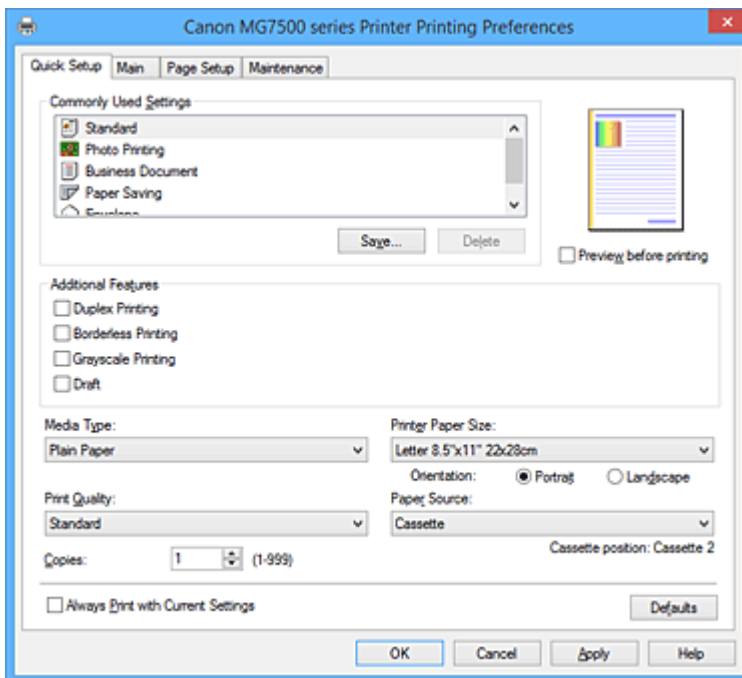 Canon MG7500 series Printer Printing Preferences
Quick Setup Main Page Setup Maintenance
Commonly Used Settings
Standard
Photo Printing
Business Document
Paper Saving
Envelope
Save... Delete
Preview before printing
Additional Features
Duplex Printing
Borderless Printing
Grayscale Printing
Draft
Media Type: Printer Paper Size:
Plain Paper Letter 8.5"x11" 22x28cm
Orientation: Portrait Landscape
Print Quality: Paper Source:
Standard Cassette
Cassette position: Cassette 2
Copies: 1 (1-999)
Always Print with Current Settings Defaults
OK Cancel Apply Help